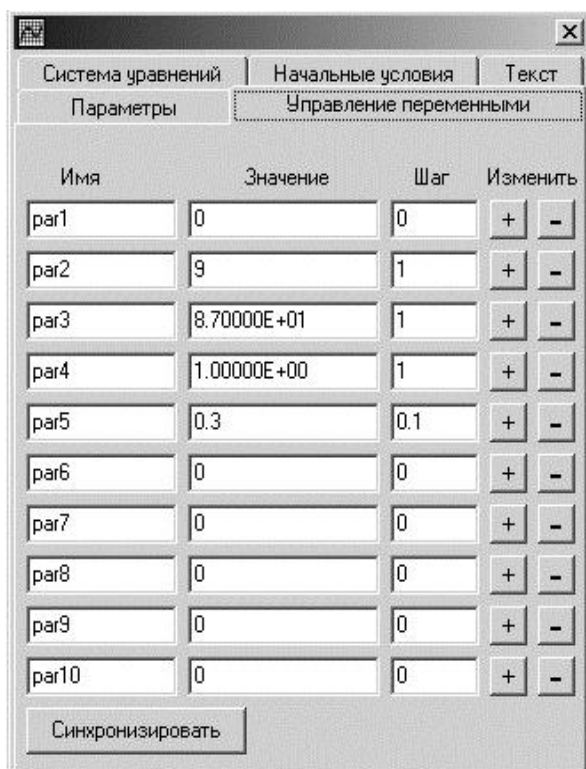 Система уравнений Начальные условия Текст
Параметры Управление переменными
Имя Значение Шаг Изменить
par1 0 0 + -
par2 9 1 + -
par3 8.70000E+01 1 + -
par4 1.00000E+00 1 + -
par5 0.3 0.1 + -
par6 0 0 + -
par7 0 0 + -
par8 0 0 + -
par9 0 0 + -
par10 0 0 + -
Синхронизировать